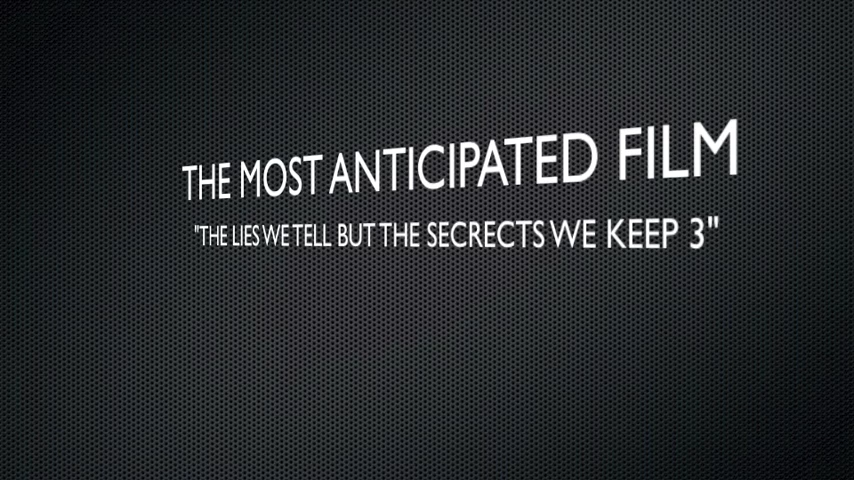 THE MOST ANTICIPATED FILM
"THE LIES WE TELL BUT THE SECRECTS WE KEEP 3"